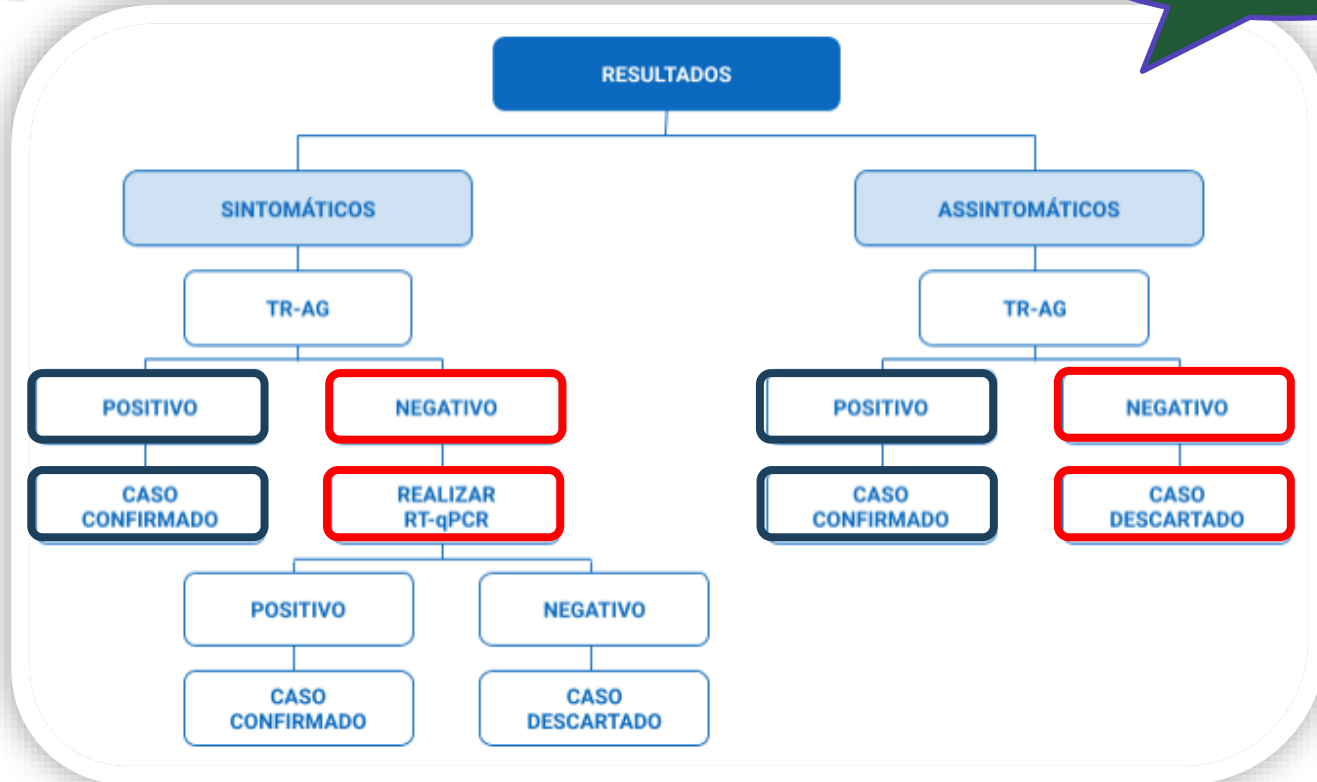 RESULTADOS
SINTOMÁTICOS
ASSINTOMÁTICOS
TR-AG
TR-AG
POSITIVO
NEGATIVO
POSITIVO
NEGATIVO
CASO
CONFIRMADO
REALIZAR
RT-qPCR
CASO
CONFIRMADO
CASO
DESCARTADO
POSITIVO
NEGATIVO
CASO
CONFIRMADO
CASO
DESCARTADO